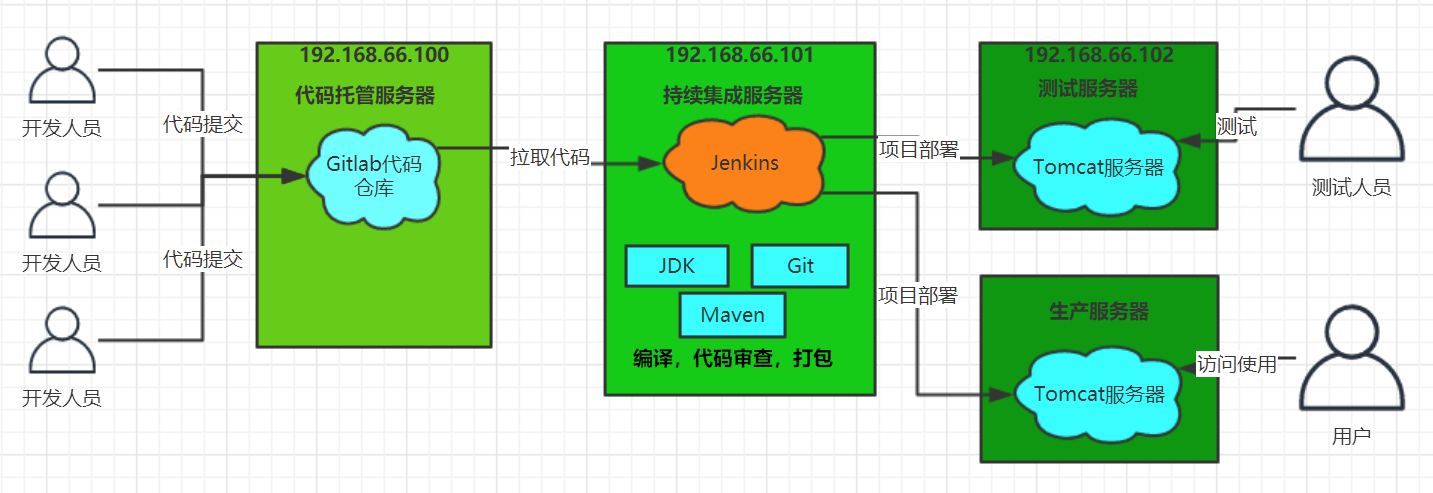 开发人员
代码提交
开发人员
代码提交
开发人员
192.168.66.100
代码托管服务器
Gitlab代码
仓库
拉取代码
192.168.66.101
持续集成服务器
Jenkins
JDK
Git
Maven
编译，代码审查，打包
项目部署
项目部署
192.168.66.102
测试服务器
Tomcat服务器
测试
测试人员
生产服务器
Tomcat服务器
访问使用
用户